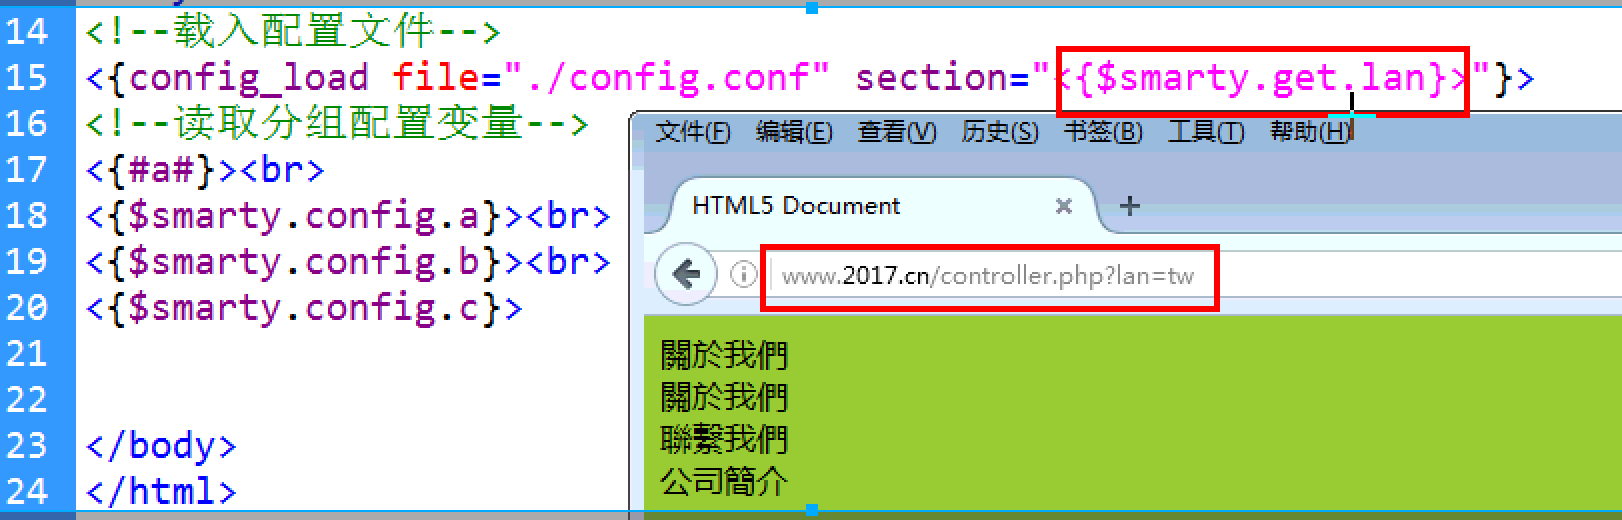 14 <!--载入配置文件-->
15 <{config_load file="./config.conf" section="<{$smarty.get.lan}>"}>
16 <!--读取分组配置变量-->
17 <{#a#}><br>
18 <{$smarty.config.a}><br>
19 <{$smarty.config.b}><br>
20 <{$smarty.config.c}>
21
22
23 </body>
24 </html>
文件(F) 编辑(E) 查看(V) 历史(S) 书签(B) 工具(T) 帮助(H)
HTML5 Document × +
www.2017.cn/controller.php?lan=tw
關於我們
關於我們
聯繫我們
公司簡介